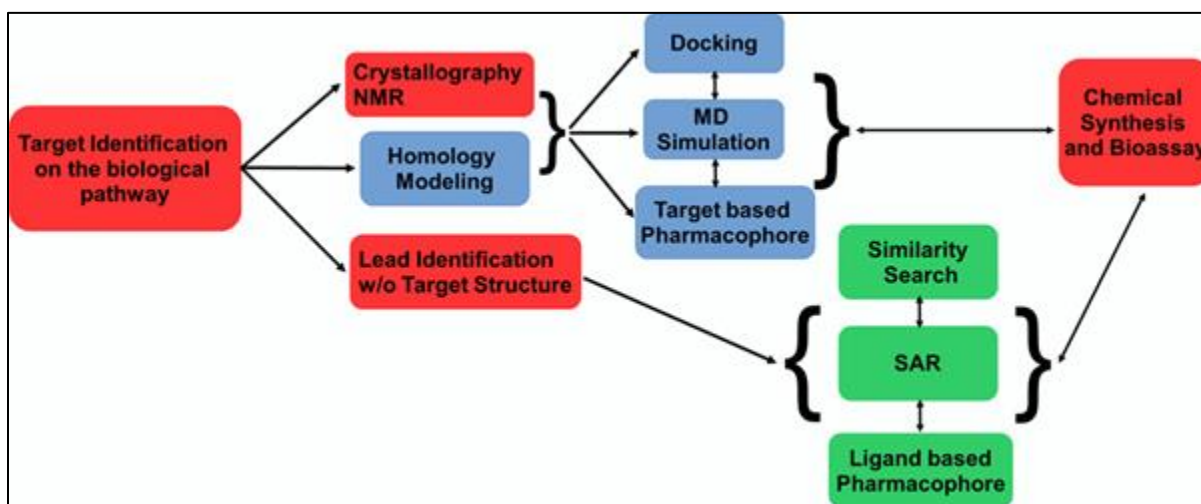 Target Identification
on the biological
pathway
Crystallography
NMR
Homology
Modeling
Lead Identification
w/o Target Structure
Docking
MD
Simulation
Target based
Pharmacophore
Similarity
Search
SAR
Ligand based
Pharmacophore
Chemical
Synthesis
and Bioassay